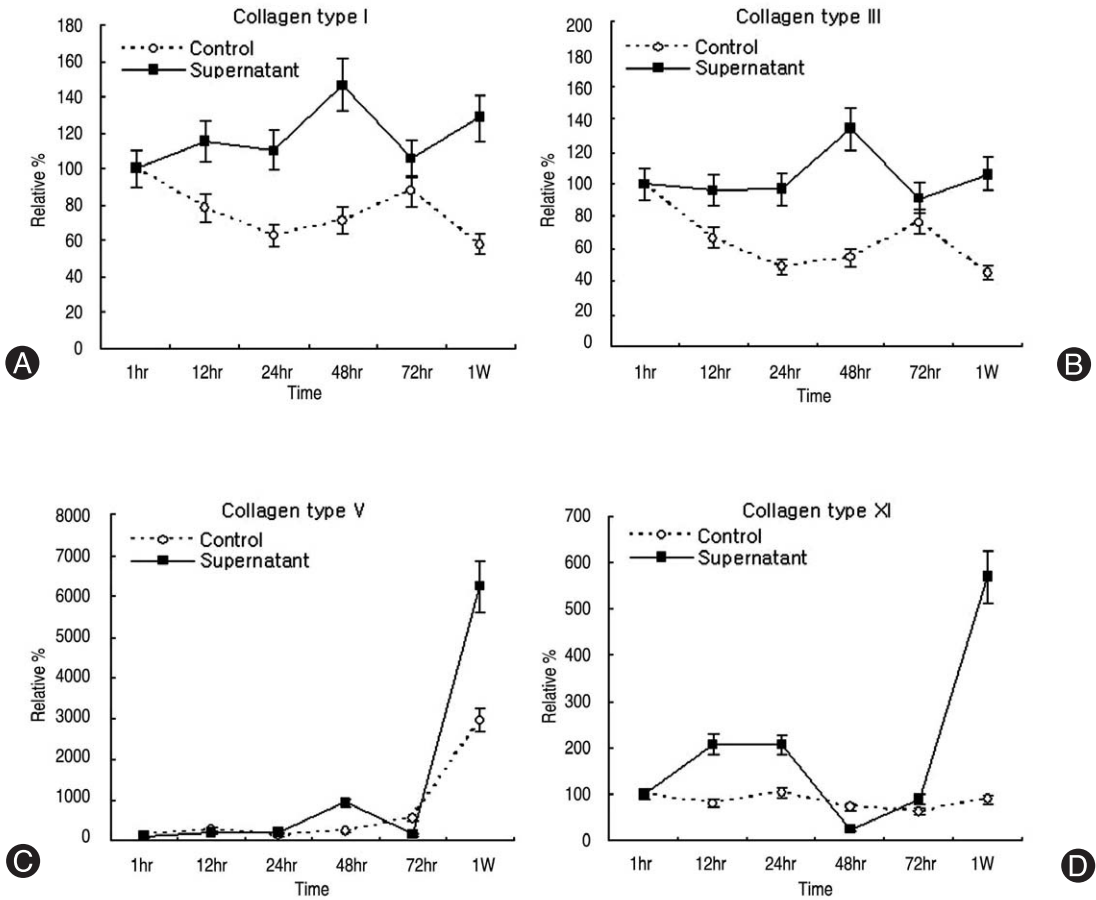 Collagen type I
Control
Supernatant
180
160
140
120
100
80
60
40
20
0
Relative %
1hr 12hr 24hr 48hr 72hr 1W
Time
A
Collagen type III
Control
Supernatant
200
180
160
140
120
100
80
60
40
20
0
Relative %
1hr 12hr 24hr 48hr 72hr 1W
Time
B
Collagen type V
Control
Supernatant
8000
7000
6000
5000
4000
3000
2000
1000
0
Relative %
1hr 12hr 24hr 48hr 72hr 1W
Time
C
Collagen type XI
Control
Supernatant
700
600
500
400
300
200
100
0
Relative %
1hr 12hr 24hr 48hr 72hr 1W
Time
D